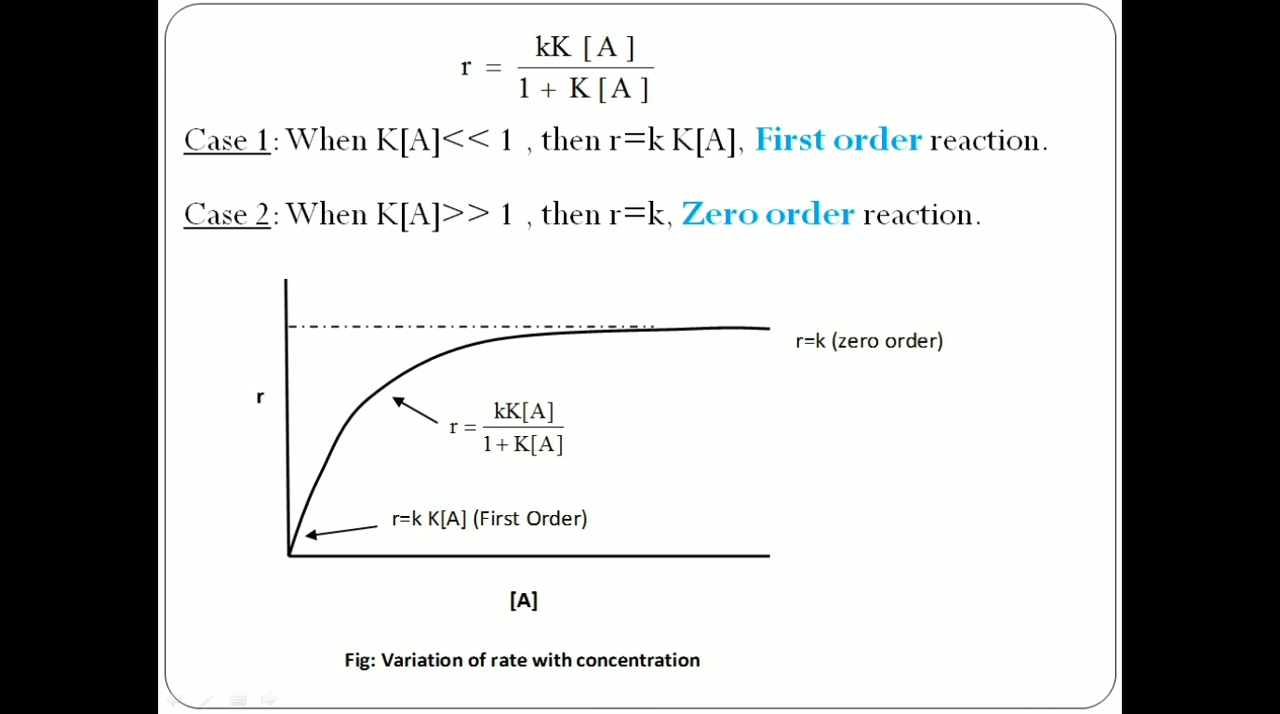 r = kK [ A ] / 1 + K [ A ]
Case 1: When K[A]<< 1 , then r=k K[A], First order reaction.
Case 2: When K[A]>> 1 , then r=k, Zero order reaction.
r=k (zero order)
r
r = kK[A] / 1 + K[A]
r=k K[A] (First Order)
[A]
Fig: Variation of rate with concentration